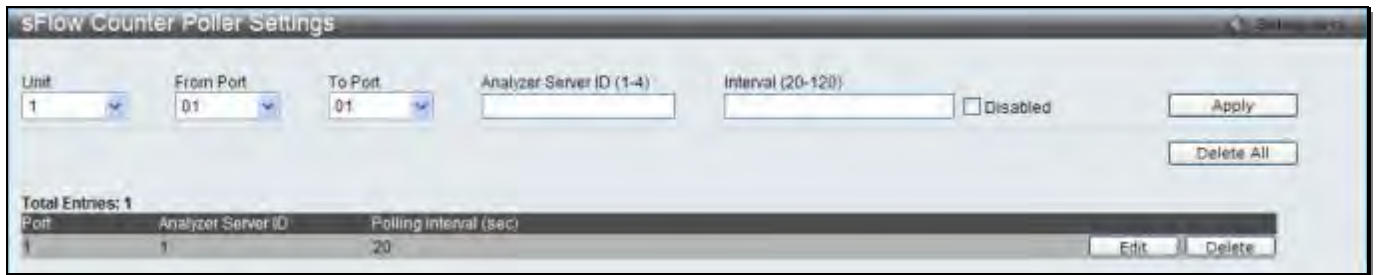 sFlow Counter Poller Settings
Unit From Port To Port Analyzer Server ID (1-4) Interval (20-120)
1 01 01 Disabled Apply
Delete All
Total Entries: 1
Port Analyzer Server ID Polling Interval (sec)
1 1 20 Edit Delete